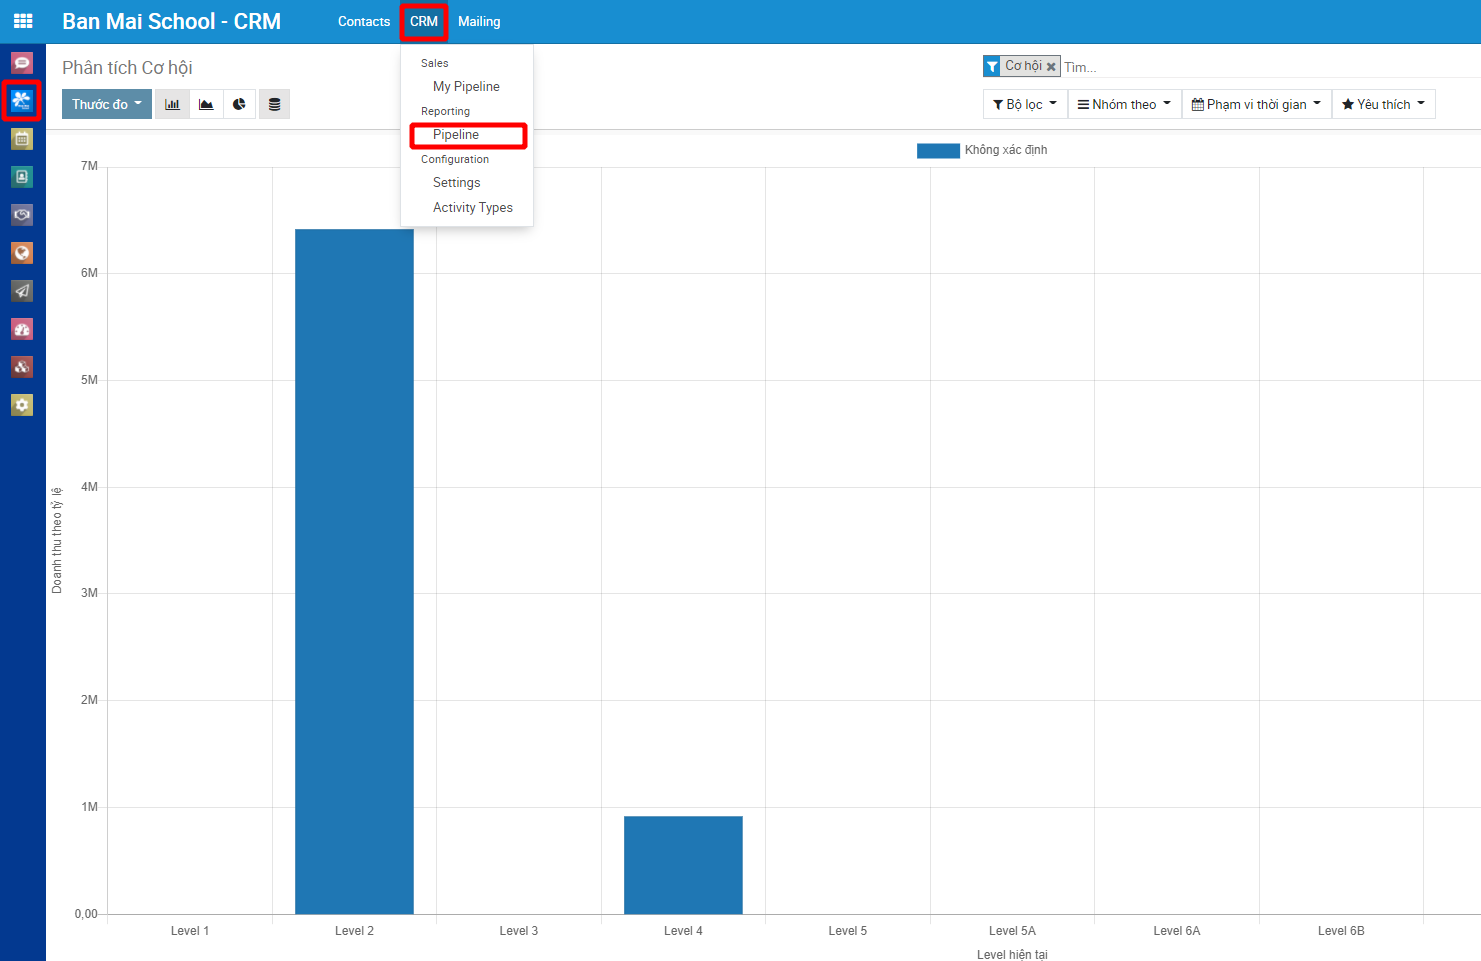 Ban Mai School - CRM
Contacts
CRM
Mailing
Phân tích Cơ hội
Sales
My Pipeline
Reporting
Pipeline
Configuration
Settings
Activity Types
Cơ hội
Tìm...
Thước đo
Bộ lọc
Nhóm theo
Phạm vi thời gian
Yêu thích
Không xác định
7M
6M
5M
4M
3M
2M
1M
0,00
Doanh thu theo tỷ lệ
Level 1
Level 2
Level 3
Level 4
Level 5
Level 5A
Level 6A
Level 6B
Level hiện tại